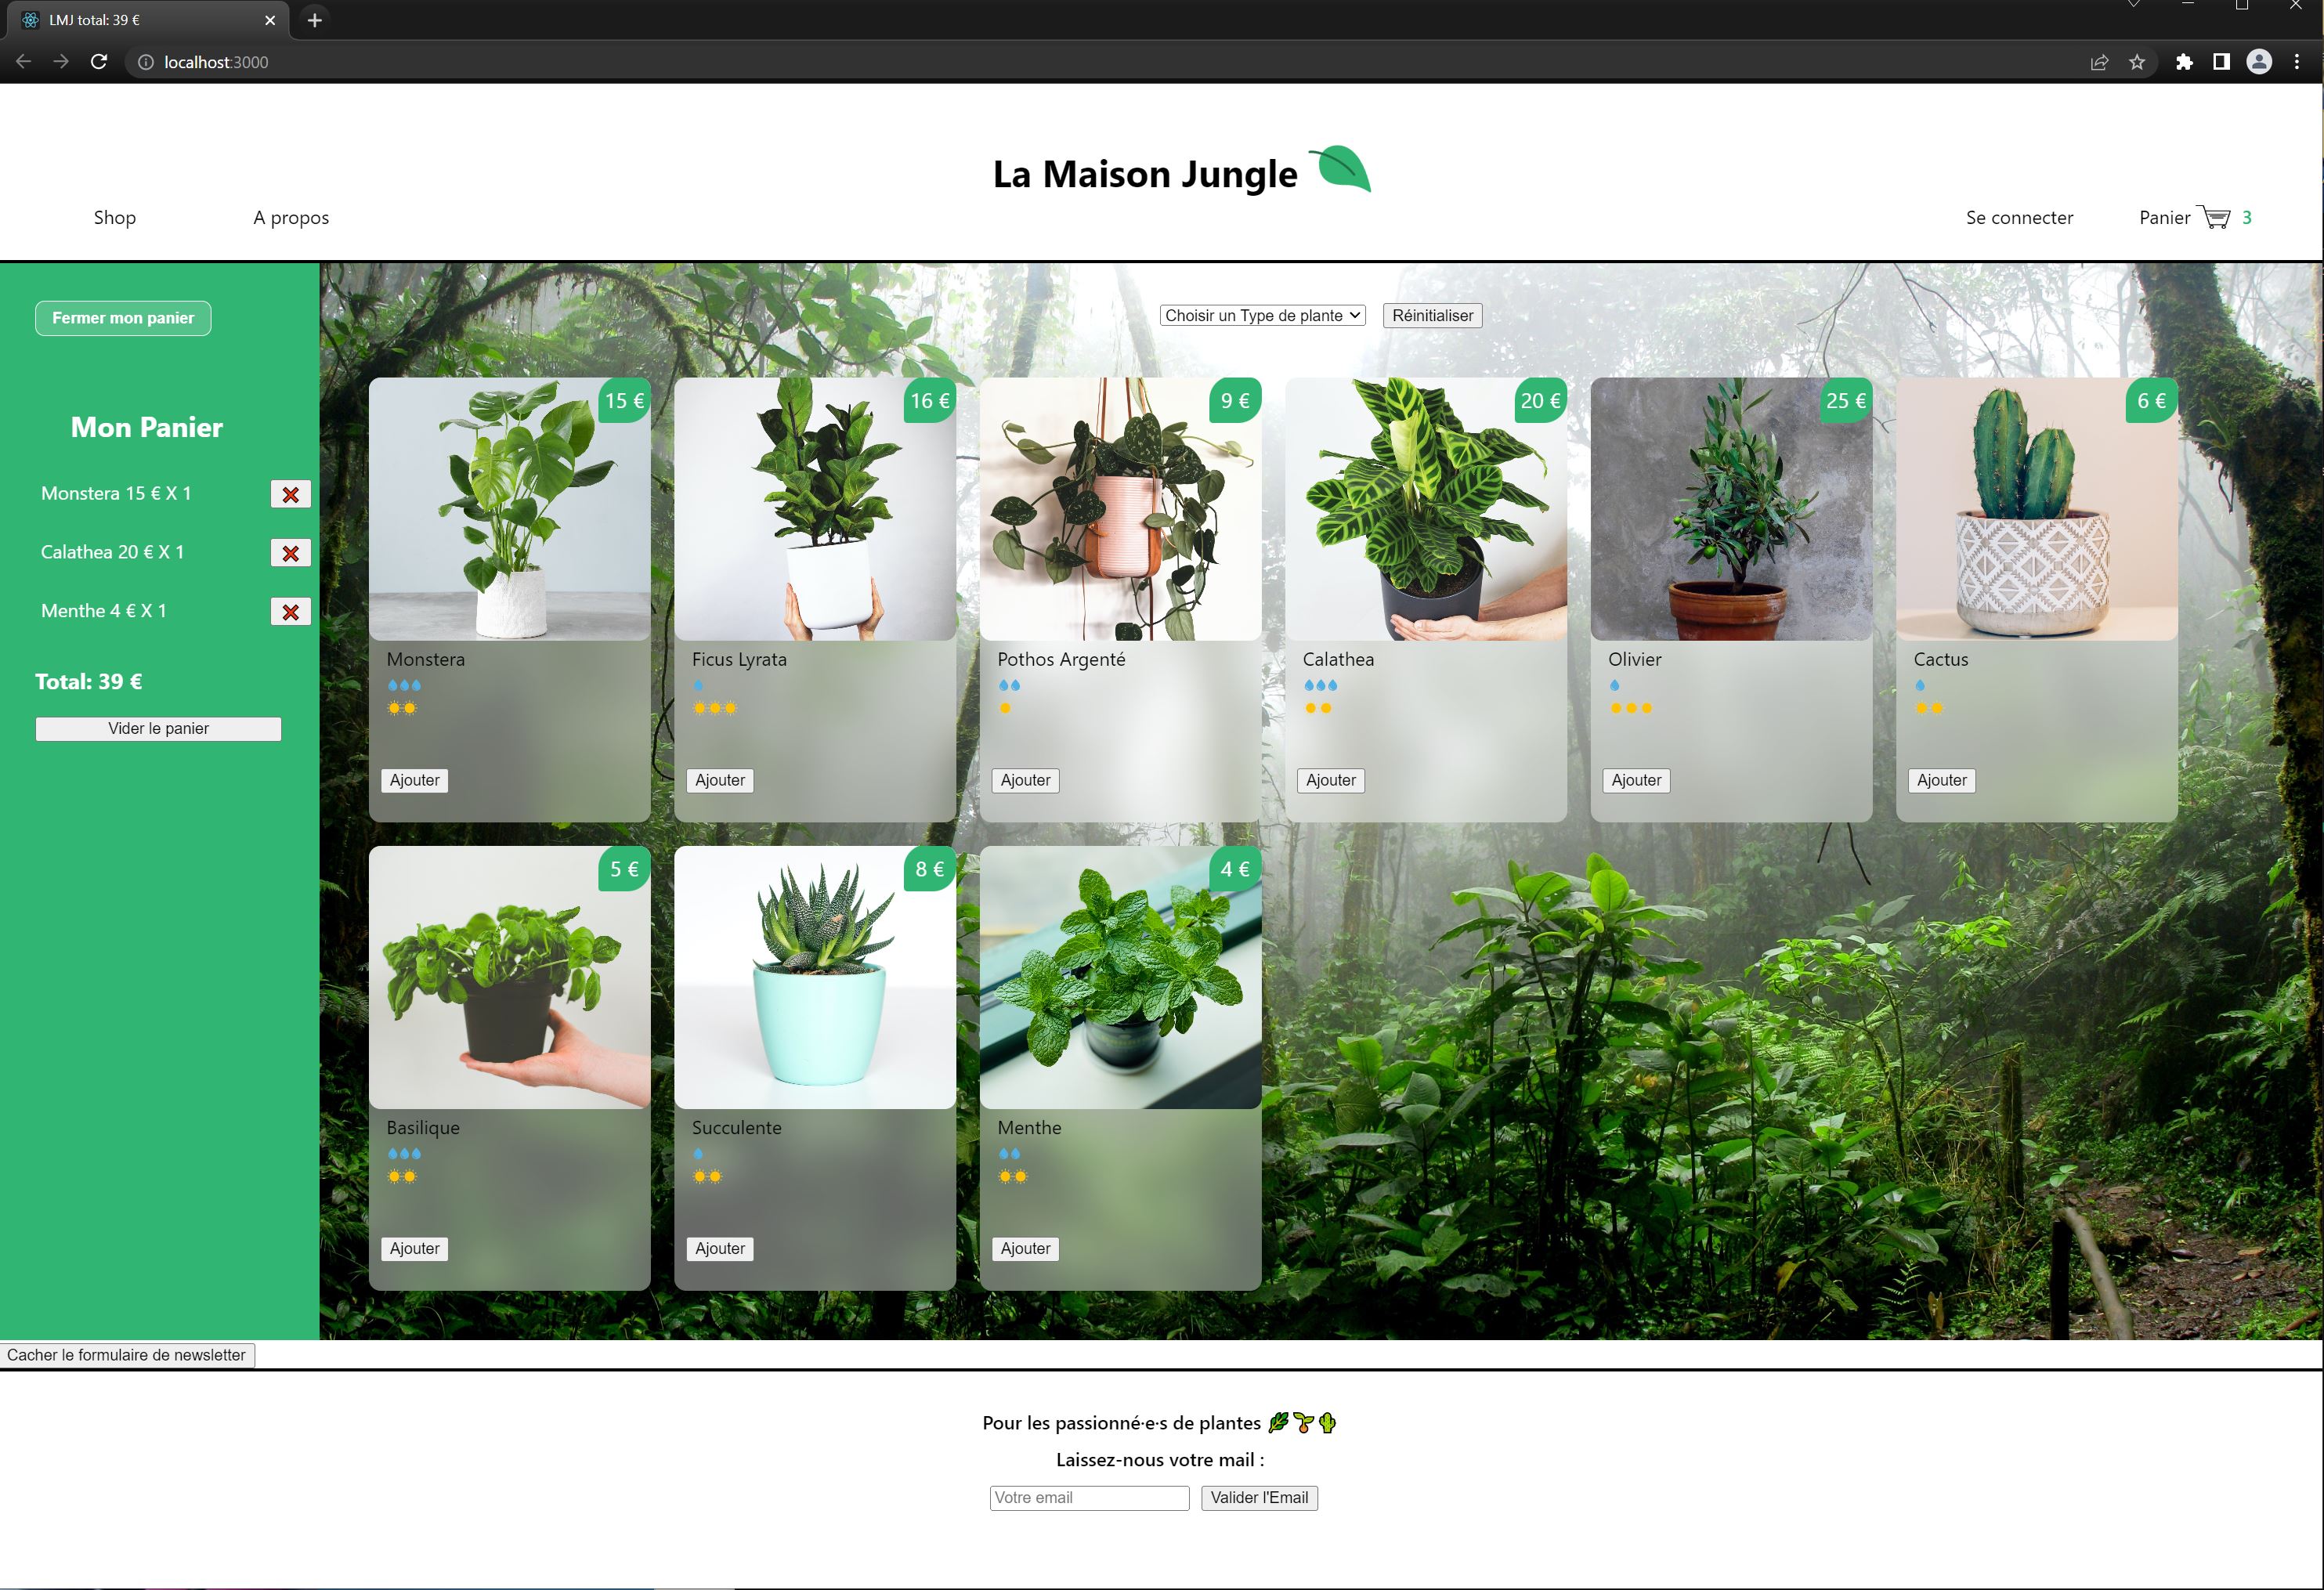 LMJ total: 39 €
localhost:3000
La Maison Jungle
Shop
A propos
Se connecter
Panier 3
Fermer mon panier
Mon Panier
Monstera 15 € X 1
Calathea 20 € X 1
Menthe 4 € X 1
Total: 39 €
Vider le panier
Choisir un Type de plante
Réinitialiser
15 €
16 €
9 €
20 €
25 €
6 €
Monstera
Ficus Lyrata
Pothos Argenté
Calathea
Olivier
Cactus
Ajouter
Ajouter
Ajouter
Ajouter
Ajouter
Ajouter
5 €
8 €
4 €
Basilique
Succulente
Menthe
Ajouter
Ajouter
Ajouter
Cacher le formulaire de newsletter
Pour les passionné·e·s de plantes 🌿🌱🌵
Laissez-nous votre mail :
Votre email
Valider l'Email